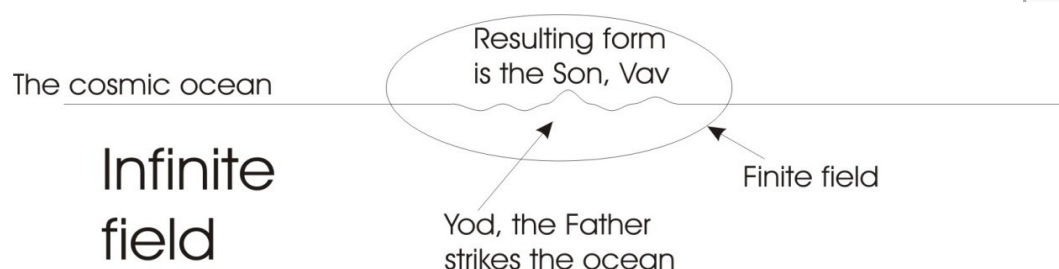 Resulting form
is the Son, Vav
The cosmic ocean
Infinite
field
Finite field
Yod, the Father
strikes the ocean